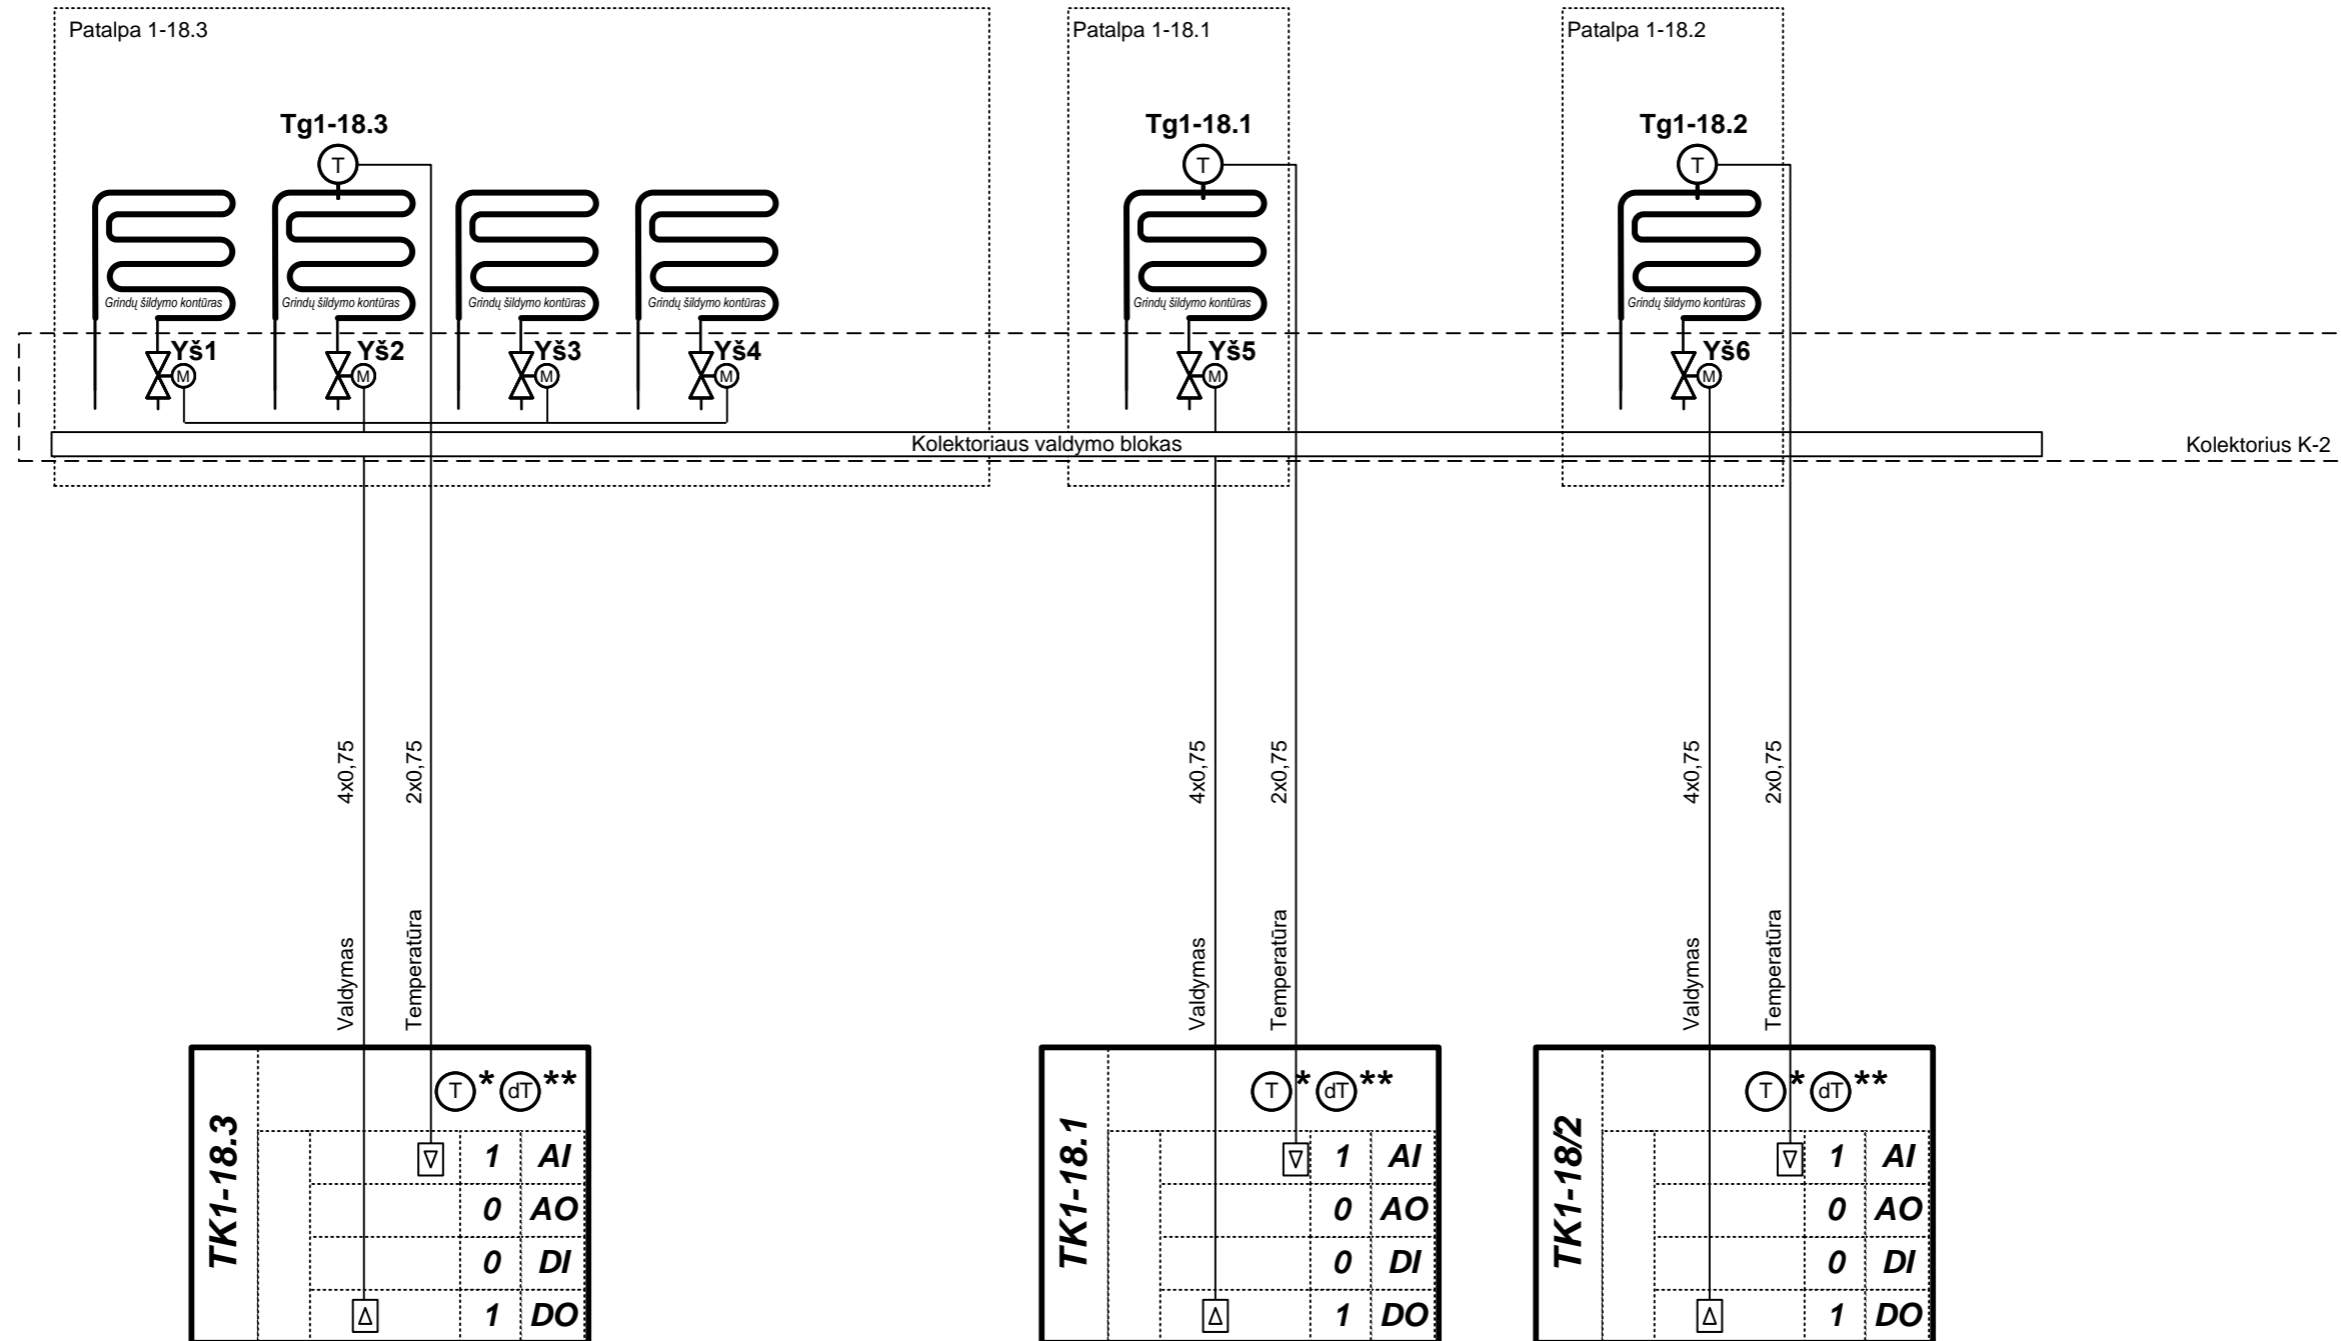 Patalpa 1-18.3
Patalpa 1-18.1
Patalpa 1-18.2
Tg1-18.3
Tg1-18.1
Tg1-18.2
T
T
T
Grindų šildymo kontūras
Grindų šildymo kontūras
Grindų šildymo kontūras
Grindų šildymo kontūras
Grindų šildymo kontūras
Grindų šildymo kontūras
Yš1
Yš2
Yš3
Yš4
Yš5
Yš6
M
M
M
M
M
M
Kolektoriaus valdymo blokas
Kolektorius K-2
4x0,75
2x0,75
4x0,75
2x0,75
4x0,75
2x0,75
Valdymas
Temperatūra
Valdymas
Temperatūra
Valdymas
Temperatūra
TK1-18.3
T * dT **
1 AI
0 AO
0 DI
1 DO
TK1-18.1
T * dT **
1 AI
0 AO
0 DI
1 DO
TK1-18/2
T * dT **
1 AI
0 AO
0 DI
1 DO